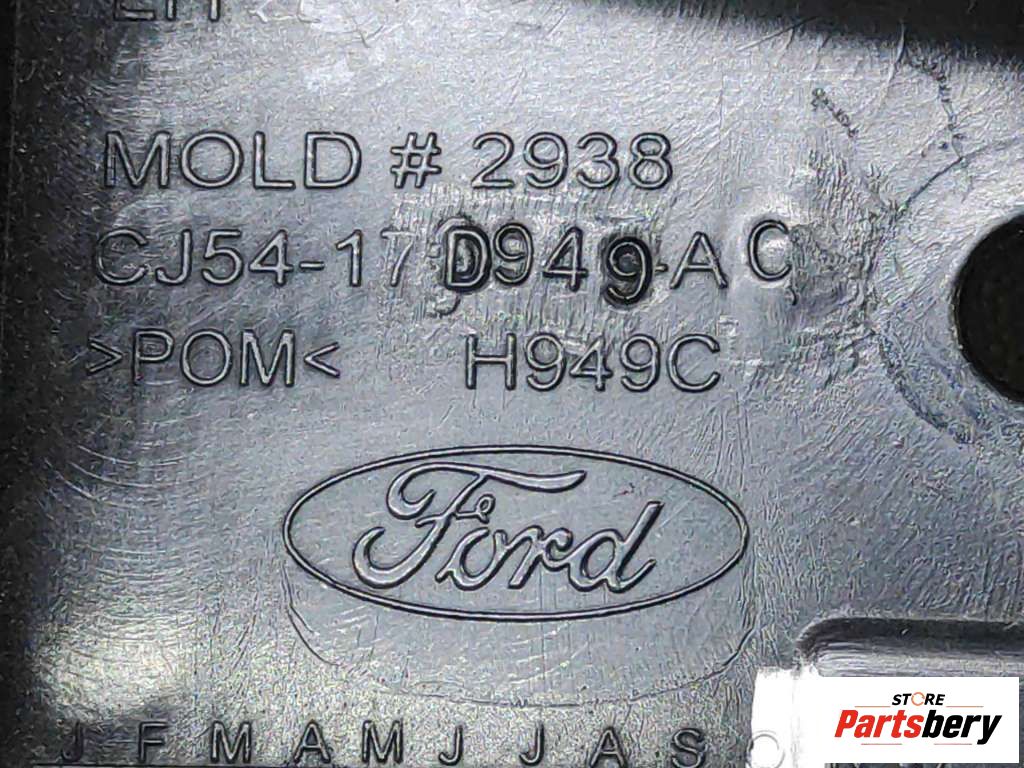 MOLD # 2938
CJ54-17D949-AC
>POM< H949C
Ford
J F M A M J J A S O
STORE
Partsbery